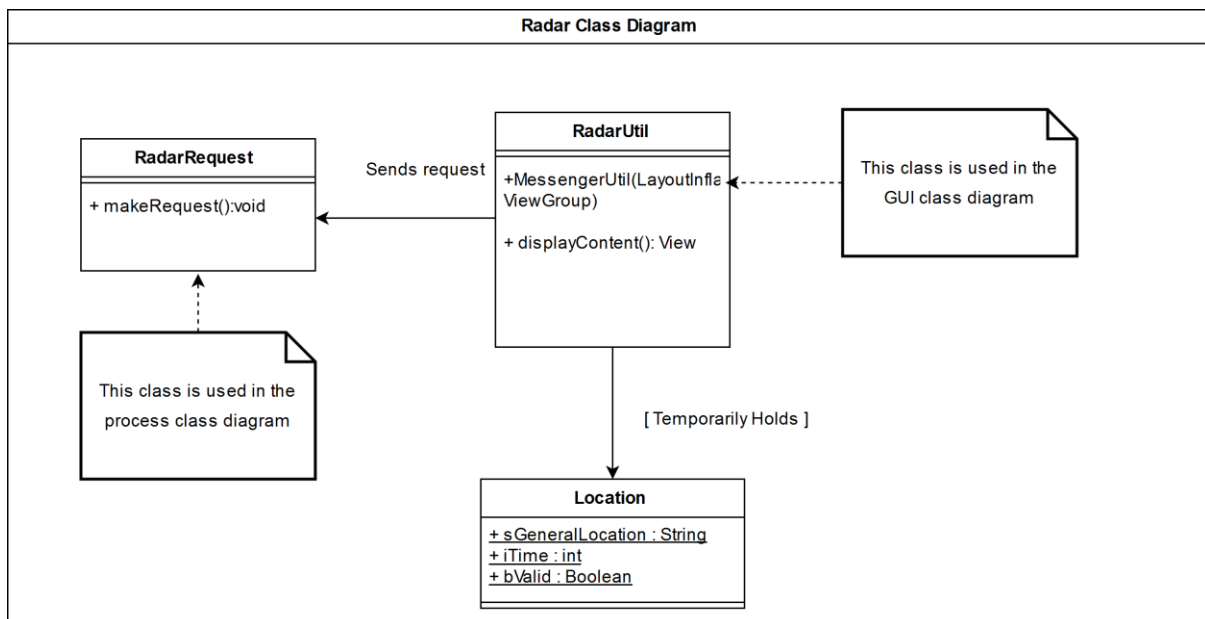 Radar Class Diagram
RadarRequest
+ makeRequest():void
Sends request
RadarUtil
+MessengerUtil(LayoutInfla
ViewGroup)
+ displayContent(): View
This class is used in the
GUI class diagram
This class is used in the
process class diagram
[ Temporarily Holds ]
Location
+ sGeneralLocation : String
+ iTime : int
+ bValid : Boolean